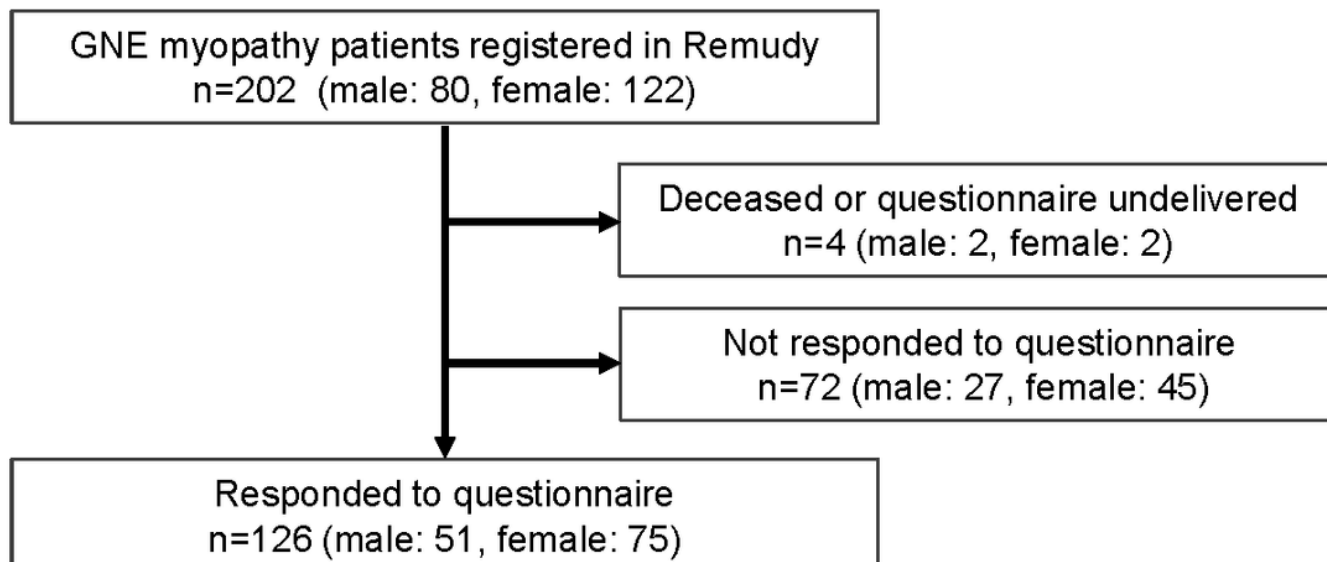 GNE myopathy patients registered in Remudy
n=202 (male: 80, female: 122)
Deceased or questionnaire undelivered
n=4 (male: 2, female: 2)
Not responded to questionnaire
n=72 (male: 27, female: 45)
Responded to questionnaire
n=126 (male: 51, female: 75)